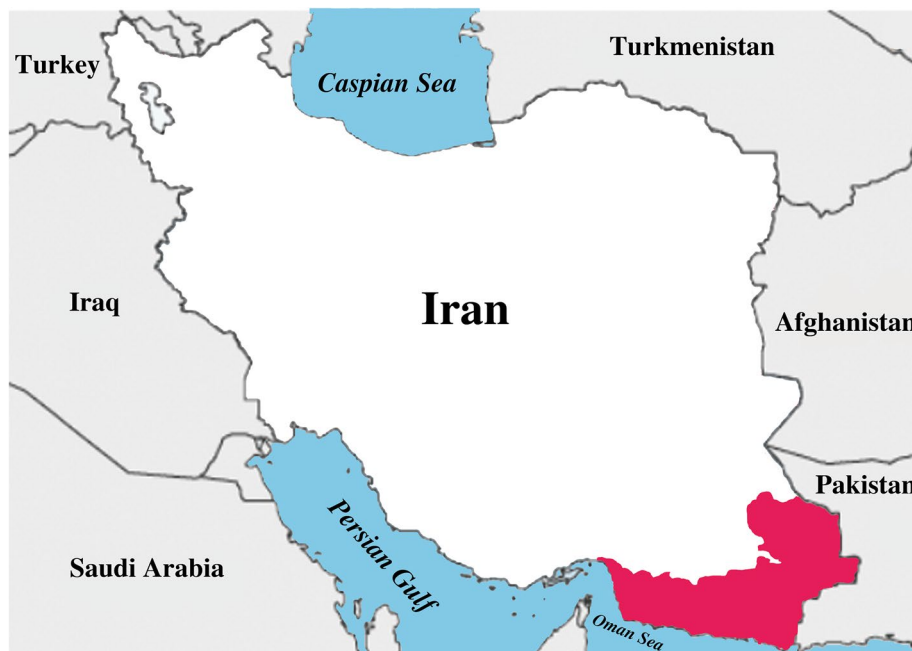 Turkmenistan
Turkey
Caspian Sea
Iraq
Iran
Afghanistan
Pakistan
Persian Gulf
Saudi Arabia
Oman Sea